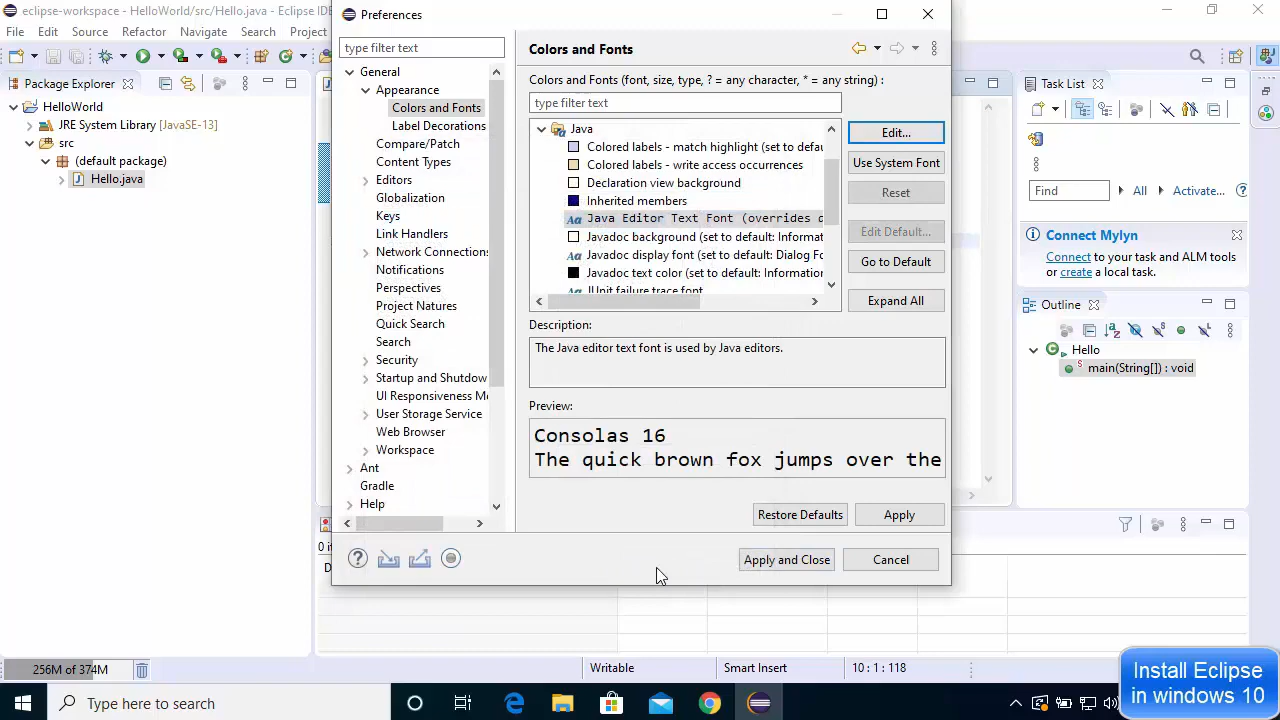 eclipse-workspace - HelloWorld/src/Hello.java - Eclipse IDE
Preferences
File Edit Source Refactor Navigate Search Project
type filter text
Colors and Fonts
Package Explorer
Task List
General
Colors and Fonts (font, size, type, ? = any character, * = any string) :
HelloWorld
Appearance
type filter text
Colors and Fonts
JRE System Library [JavaSE-13]
Label Decorations
Java
Edit...
src
Compare/Patch
Colored labels - match highlight (set to defau
(default package)
Content Types
Colored labels - write access occurrences
Use System Font
Hello.java
Editors
Declaration view background
Globalization
Inherited members
Reset
Find
All
Activate...
Keys
Java Editor Text Font (overrides d
Link Handlers
Javadoc background (set to default: Informat
Edit Default...
Connect Mylyn
Network Connections
Javadoc display font (set to default: Dialog Fo
Connect to your task and ALM tools
Notifications
Javadoc text color (set to default: Information
Go to Default
or create a local task.
Perspectives
JUnit failure trace font
Project Natures
Expand All
Outline
Quick Search
Description:
Search
The Java editor text font is used by Java editors.
Hello
Security
main(String[]) : void
Startup and Shutdow
UI Responsiveness M
User Storage Service
Preview:
Web Browser
Consolas 16
Workspace
The quick brown fox jumps over the
Ant
Gradle
Help
Restore Defaults
Apply
0 i
Apply and Close
Cancel
D
256M of 374M
Writable
Smart Insert
10 : 1 : 118
Install Eclipse
in windows 10
Type here to search